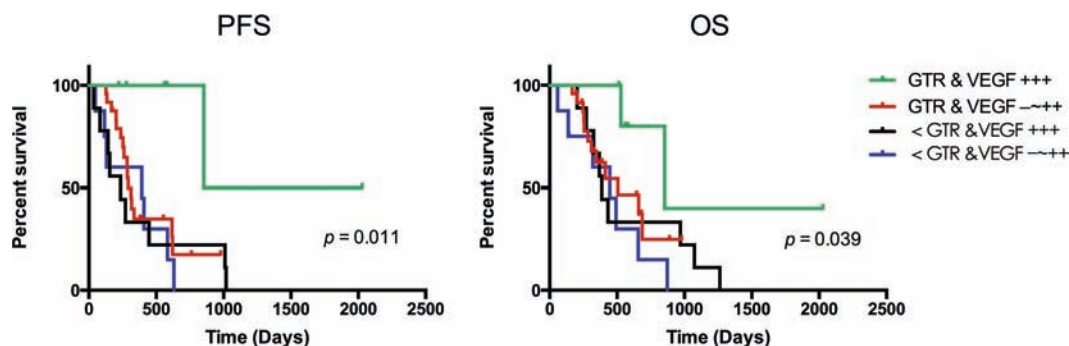 PFS
Percent survival
100
50
0
0 500 1000 1500 2000 2500
Time (Days)
p = 0.011
OS
Percent survival
100
50
0
0 500 1000 1500 2000 2500
Time (Days)
p = 0.039
GTR & VEGF +++
GTR & VEGF –~++
< GTR &VEGF +++
< GTR &VEGF –~++